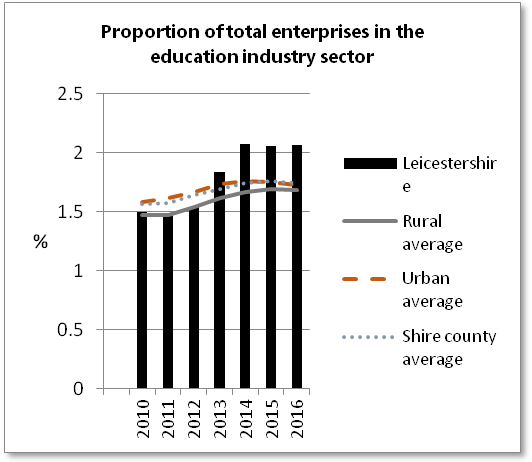 Proportion of total enterprises in the
education industry sector
2.5
2
1.5
1
0.5
0
%
2010
2011
2012
2013
2014
2015
2016
Leicestershir
e
Rural
average
Urban
average
Shire county
average